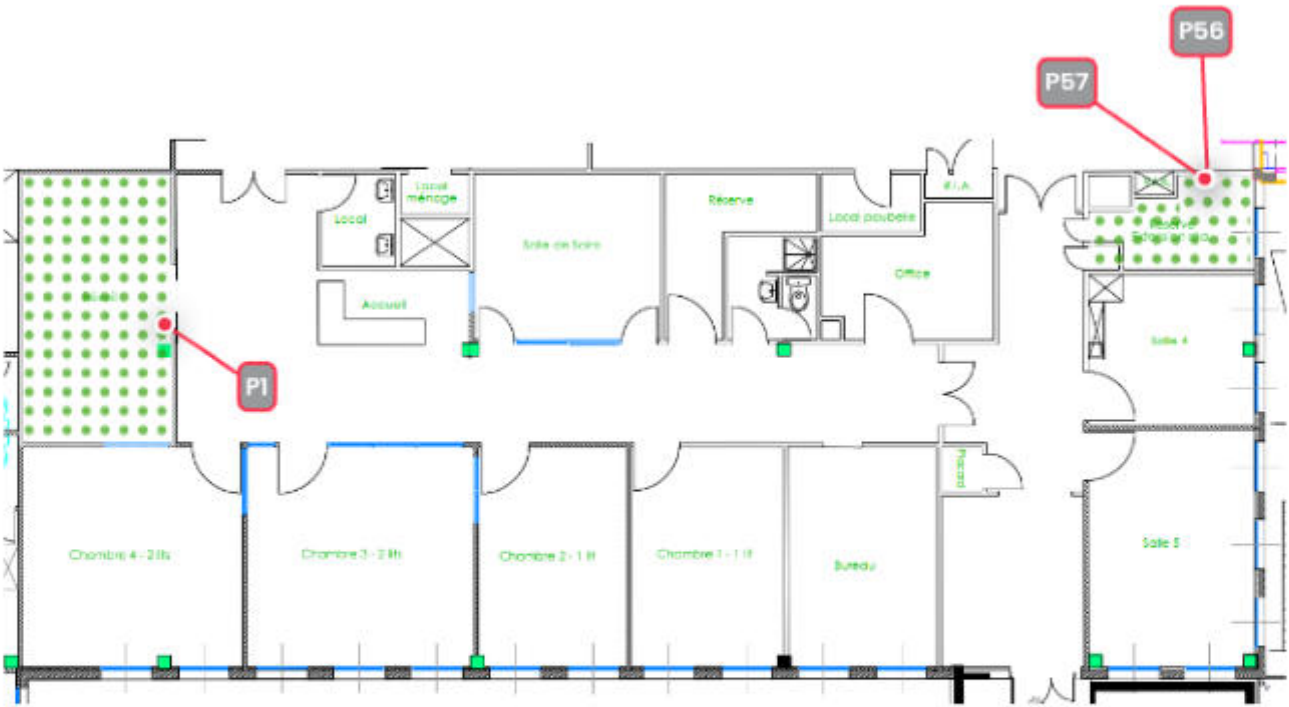 P56
P57
Local
ménage
R.I.A.
Réserve
Local
Local poubelle
Salle de Soins
Réserve
Office
Accueil
Salle 4
P1
Placard
Chambre 4 - 2 lits
Chambre 3 - 2 lits
Chambre 2 - 1 lit
Chambre 1 - 1 lit
Bureau
Salle 5